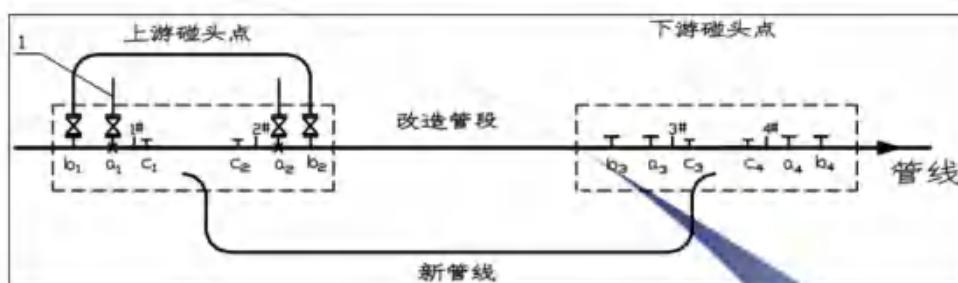 1
上游碰头点
下游碰头点
1# 2# 改造管段 3# 4#
b1 a1 c1 c2 a2 b2 b3 a3 c3 c4 a4 b4 管线
新管线